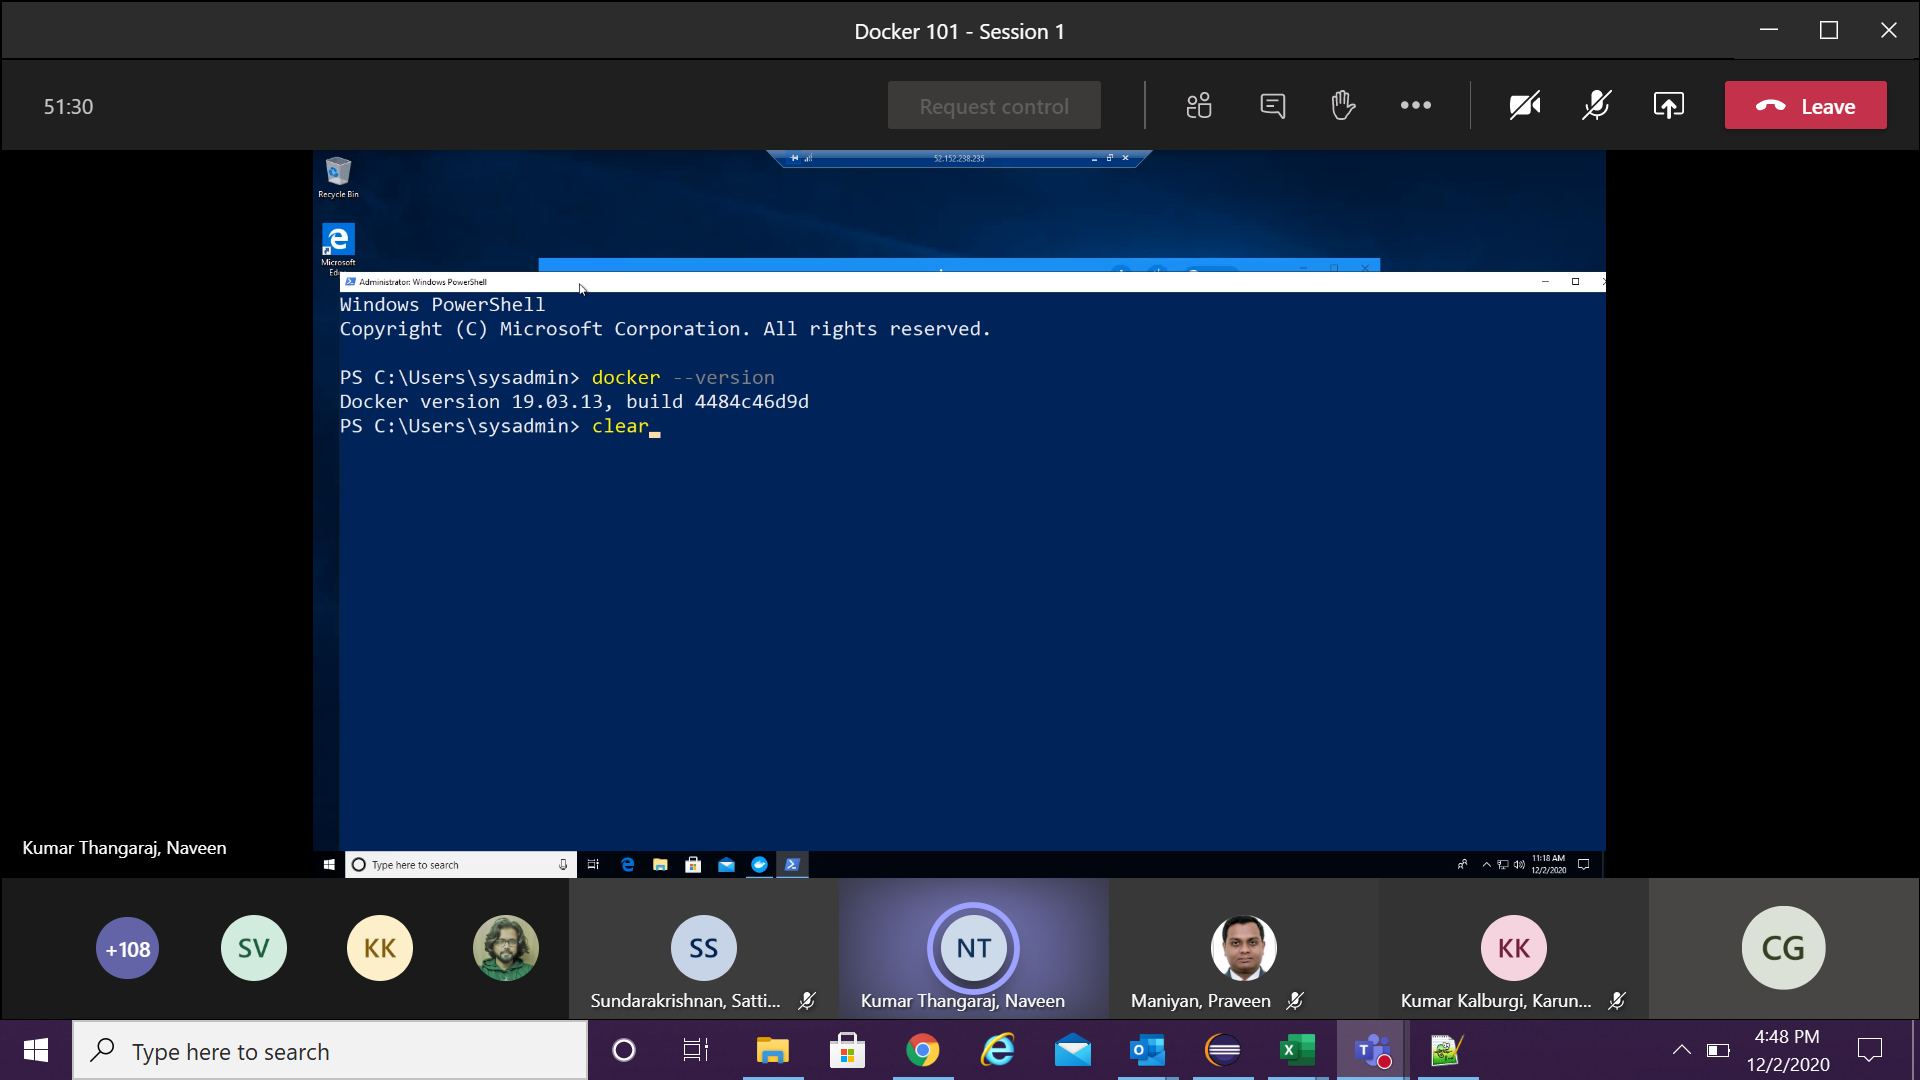 Docker 101 - Session 1
51:30
Request control
Leave
52.152.238.235
Recycle Bin
Microsoft
Administrator: Windows PowerShell
Windows PowerShell
Copyright (C) Microsoft Corporation. All rights reserved.
PS C:\Users\sysadmin> docker --version
Docker version 19.03.13, build 4484c46d9d
PS C:\Users\sysadmin> clear
Kumar Thangaraj, Naveen
Type here to search
11:18 AM
12/2/2020
+108
SV
KK
SS
NT
KK
CG
Sundarakrishnan, Satti...
Kumar Thangaraj, Naveen
Maniyan, Praveen
Kumar Kalburgi, Karun...
Type here to search
4:48 PM
12/2/2020